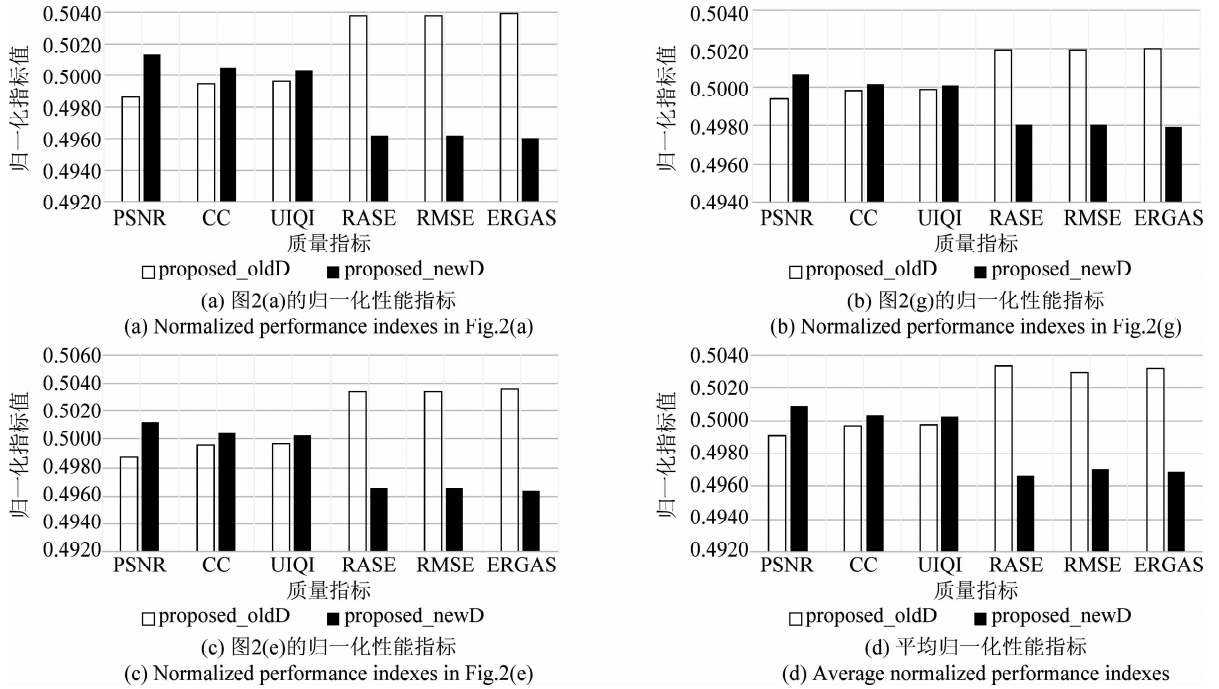 0.5040
0.5020
0.5000
0.4980
0.4960
0.4940
0.4920
归一化指标值
PSNR CC UIQI RASE RMSE ERGAS
质量指标
proposed_oldD proposed_newD
(a) 图2(a)的归一化性能指标
(a) Normalized performance indexes in Fig.2(a)
0.5040
0.5020
0.5000
0.4980
0.4960
0.4940
归一化指标值
PSNR CC UIQI RASE RMSE ERGAS
质量指标
proposed_oldD proposed_newD
(b) 图2(g)的归一化性能指标
(b) Normalized performance indexes in Fig.2(g)
0.5060
0.5040
0.5020
0.5000
0.4980
0.4960
0.4940
0.4920
归一化指标值
PSNR CC UIQI RASE RMSE ERGAS
质量指标
proposed_oldD proposed_newD
(c) 图2(e)的归一化性能指标
(c) Normalized performance indexes in Fig.2(e)
0.5040
0.5020
0.5000
0.4980
0.4960
0.4940
0.4920
归一化指标值
PSNR CC UIQI RASE RMSE ERGAS
质量指标
proposed_oldD proposed_newD
(d) 平均归一化性能指标
(d) Average normalized performance indexes